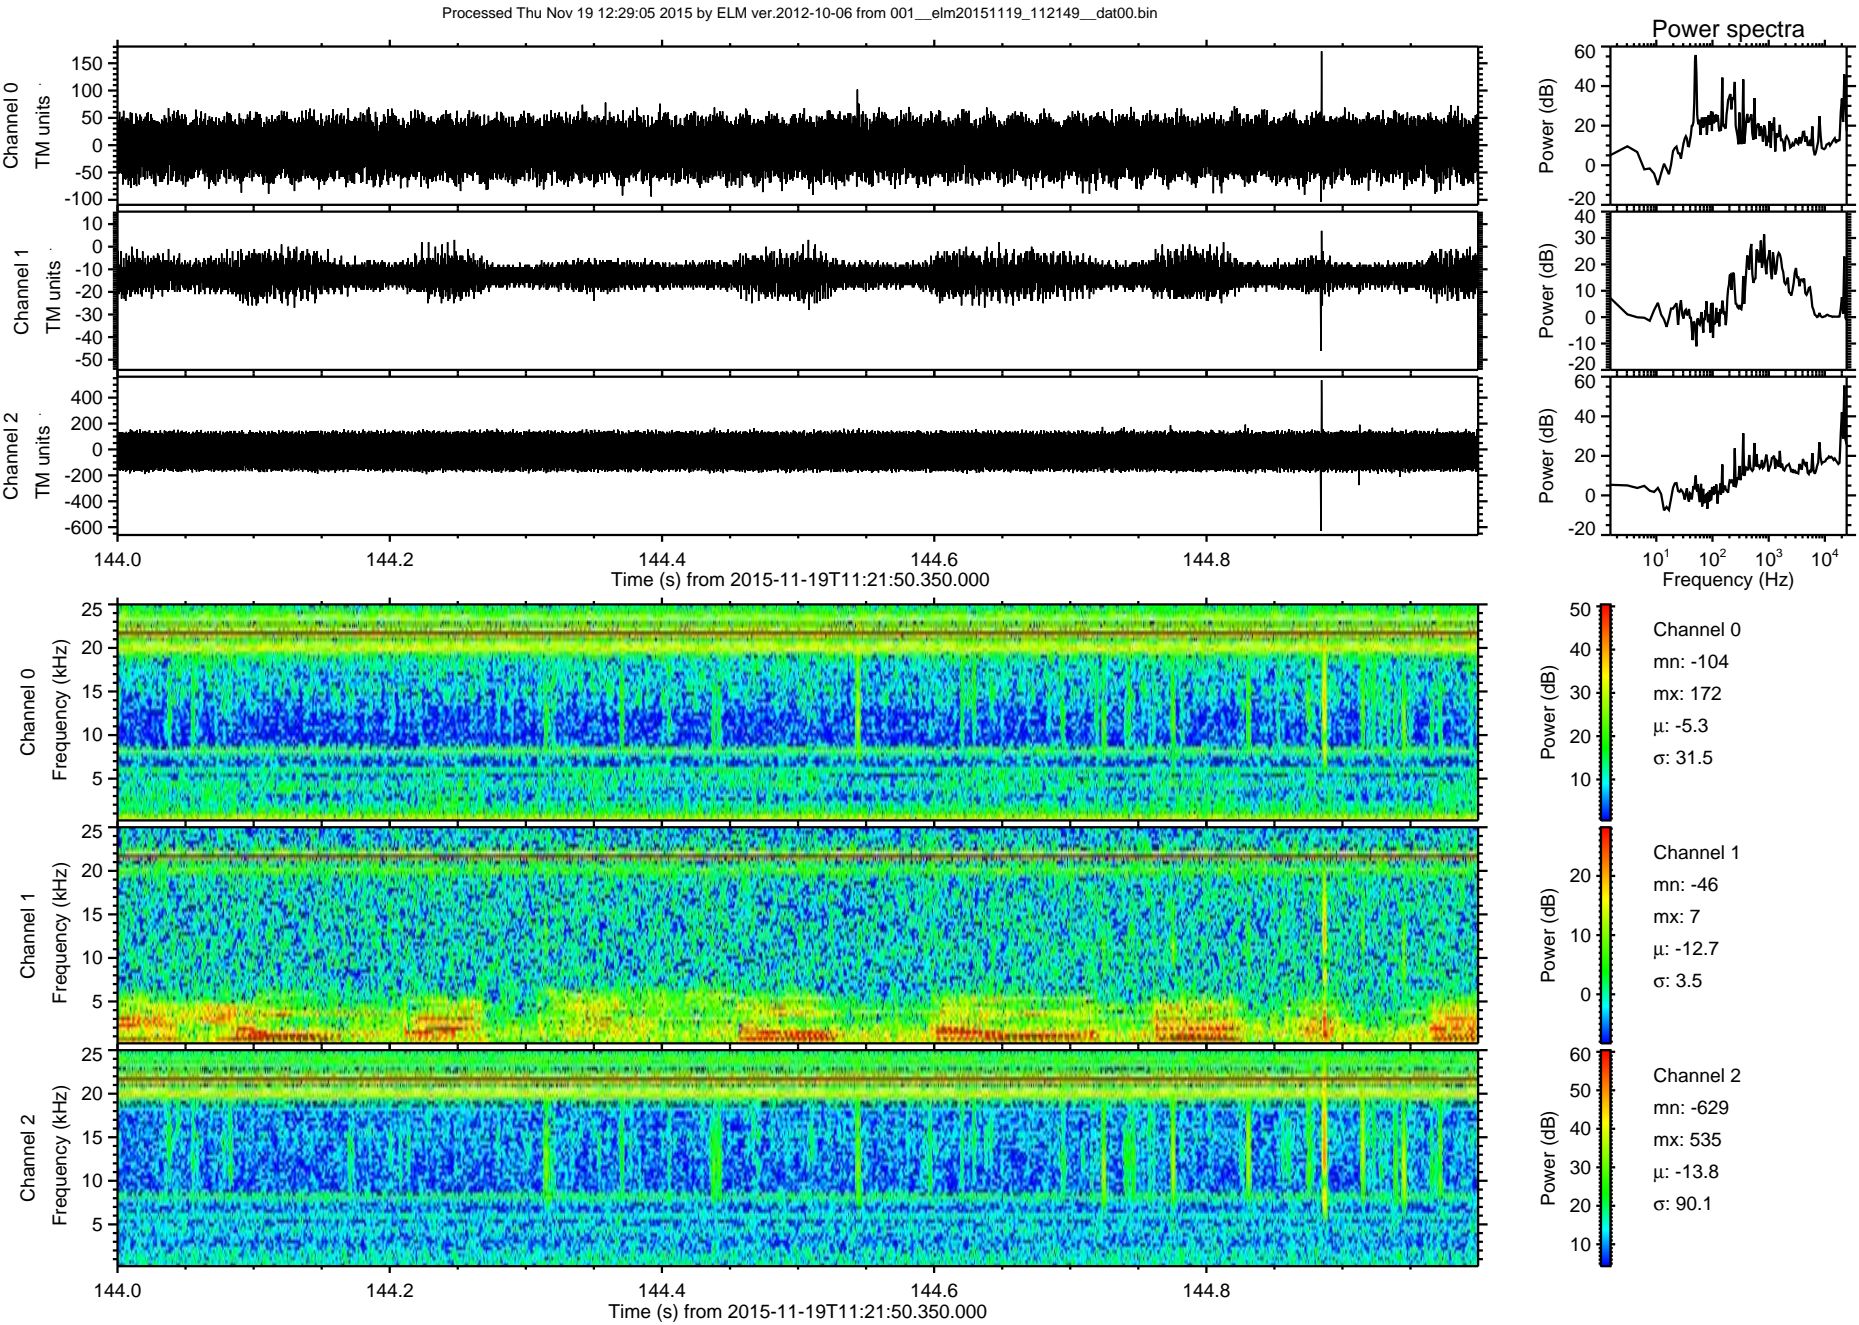 Processed Thu Nov 19 12:29:05 2015 by ELM ver.2012-10-06 from 001__elm20151119_112149__dat00.bin
Power spectra
Channel 0
TM units
150
100
50
0
-50
-100
Power (dB)
60
40
20
0
-20
Channel 1
TM units
10
0
-10
-20
-30
-40
-50
Power (dB)
40
30
20
10
0
-10
-20
Channel 2
TM units
400
200
0
-200
-400
-600
Power (dB)
60
40
20
0
-20
144.0 144.2 144.4 144.6 144.8
Time (s) from 2015-11-19T11:21:50.350.000
10^1 10^2 10^3 10^4
Frequency (Hz)
Channel 0
Frequency (kHz)
25
20
15
10
5
Power (dB)
50
40
30
20
10
Channel 0
mn: -104
mx: 172
μ: -5.3
σ: 31.5
Channel 1
Frequency (kHz)
25
20
15
10
5
Power (dB)
20
10
0
Channel 1
mn: -46
mx: 7
μ: -12.7
σ: 3.5
Channel 2
Frequency (kHz)
25
20
15
10
5
Power (dB)
60
50
40
30
20
10
Channel 2
mn: -629
mx: 535
μ: -13.8
σ: 90.1
144.0 144.2 144.4 144.6 144.8
Time (s) from 2015-11-19T11:21:50.350.000